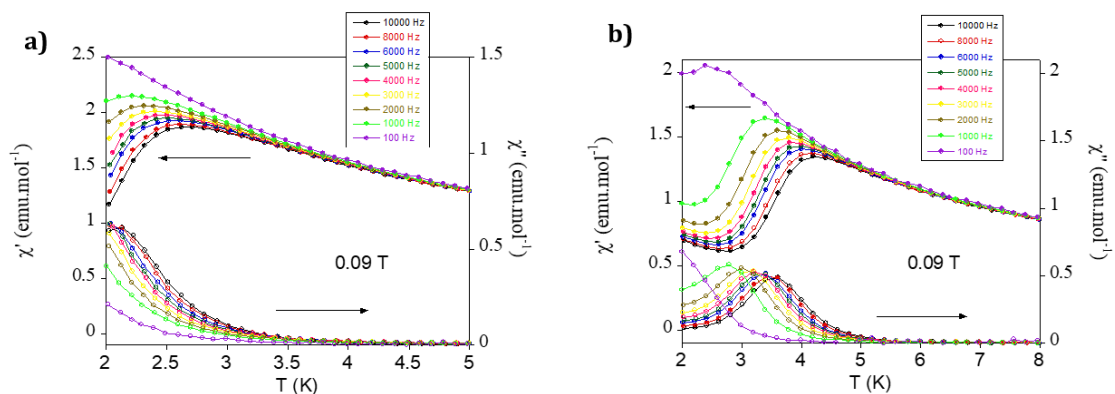 a)
10000 Hz
8000 Hz
6000 Hz
5000 Hz
4000 Hz
3000 Hz
2000 Hz
1000 Hz
100 Hz
2.5
2
1.5
1
0.5
0
χ' (emu.mol⁻¹)
1.5
1
0.5
0
χ'' (emu.mol⁻¹)
0.09 T
2
2.5
3
3.5
4
4.5
5
T (K)
b)
10000 Hz
8000 Hz
6000 Hz
5000 Hz
4000 Hz
3000 Hz
2000 Hz
1000 Hz
100 Hz
2
1.5
1
0.5
0
χ' (emu.mol⁻¹)
2
1.5
1
0.5
0
χ'' (emu.mol⁻¹)
0.09 T
2
3
4
5
6
7
8
T (K)